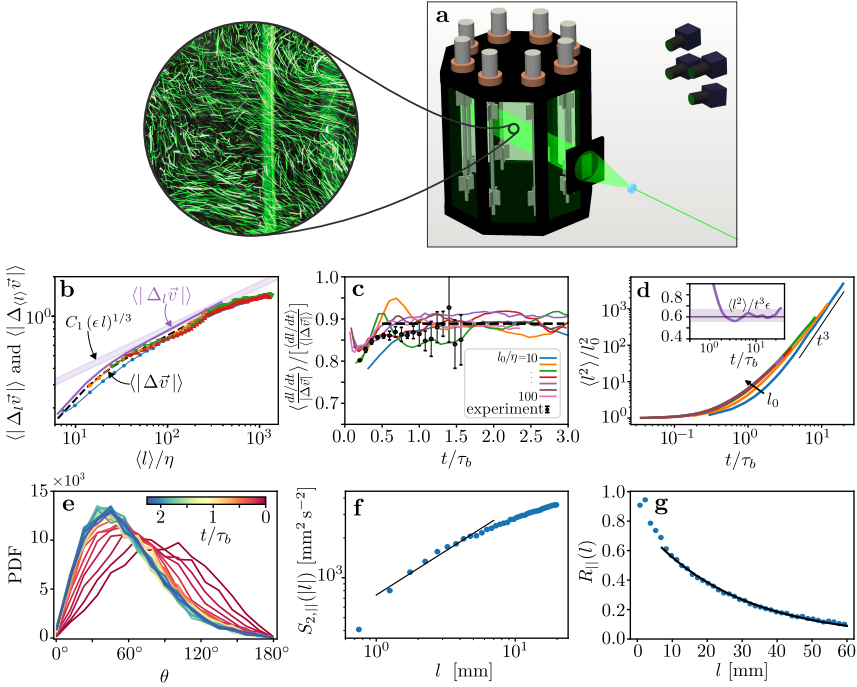 a
b
⟨| Δ_l v⃗ |⟩ and ⟨| Δ_⟨l⟩ v⃗ |⟩
10^0
C_1 (ϵ l)^{1/3}
⟨| Δ_l v⃗ |⟩
⟨| Δv⃗ |⟩
10^1 10^2 10^3
⟨l⟩/η
c
⟨ dl/dt / |Δv⃗| ⟩ / [ ⟨dl/dt⟩ / ⟨|Δv⃗|⟩ ]
1.0
0.9
0.8
0.7
l_0/η=10
:
:
100
experiment
0.0 0.5 1.0 1.5 2.0 2.5 3.0
t/τ_b
d
⟨l^2⟩/l_0^2
10^3
10^2
10^1
10^0
⟨l^2⟩/t^3ϵ
0.8
0.6
0.4
10^0 10^1
t/τ_b
t^3
l_0
10^{-1} 10^0 10^1
t/τ_b
e
×10^3
15
10
5
0
PDF
2 1 0
t/τ_b
0° 60° 120° 180°
θ
f
S_{2,||}(|l|) [mm^2 s^{-2}]
10^3
10^0 10^1
l [mm]
g
R_{||}(l)
1.0
0.8
0.6
0.4
0.2
0.0
0 10 20 30 40 50 60
l [mm]